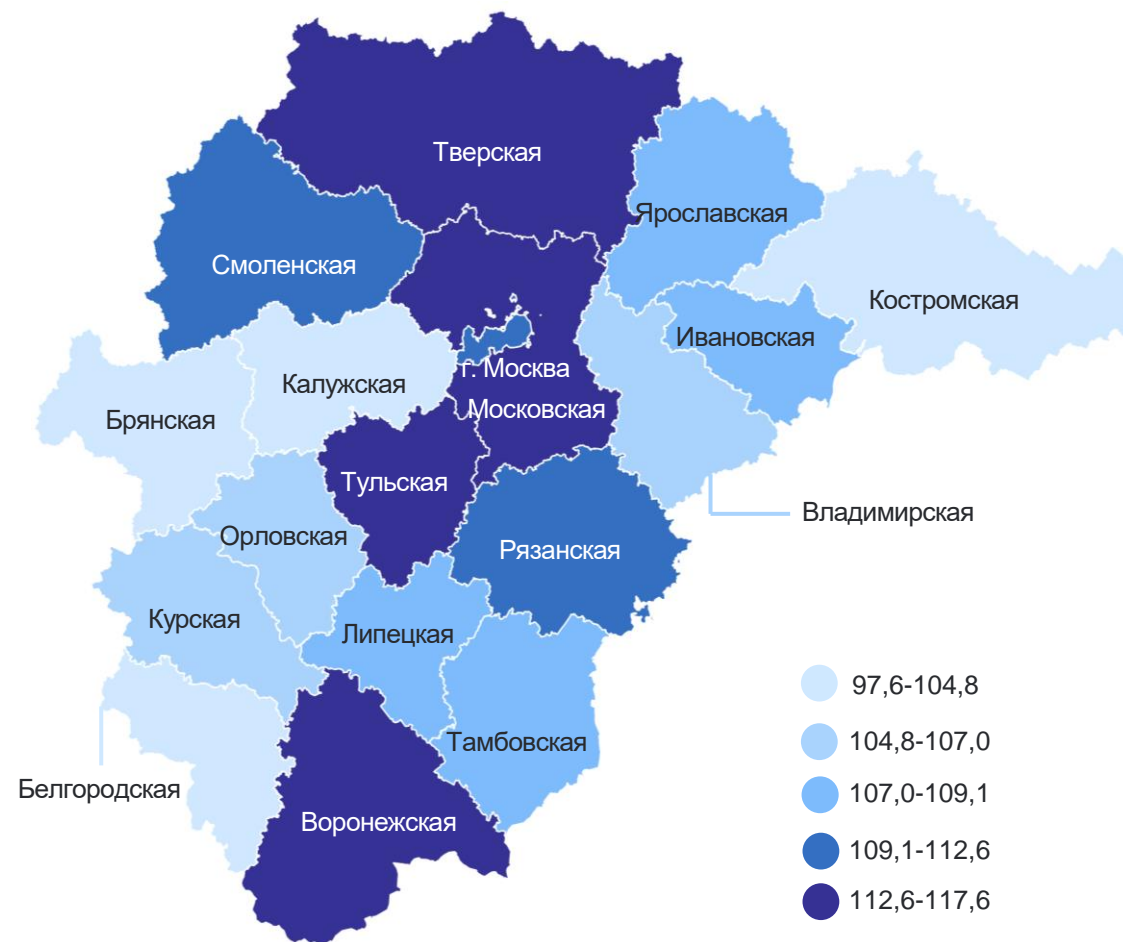 Тверская
Ярославская
Смоленская
Костромская
Ивановская
г. Москва
Калужская
Московская
Брянская
Тульская
Владимирская
Орловская
Рязанская
Курская
Липецкая
97,6-104,8
104,8-107,0
Тамбовская
Белгородская
107,0-109,1
Воронежская
109,1-112,6
112,6-117,6